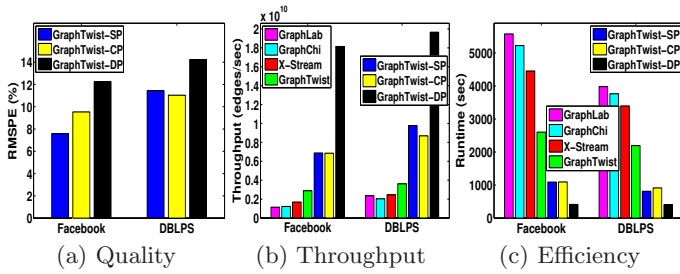 GraphTwist-SP
GraphTwist-CP
GraphTwist-DP
RMSPE (%)
14
12
10
8
6
4
2
0
Facebook
DBLPS
(a) Quality
x 10^10
GraphLab
GraphChi
X-Stream
GraphTwist
GraphTwist-SP
GraphTwist-CP
GraphTwist-DP
Throughput (edges/sec)
2
1.8
1.6
1.4
1.2
1
0.8
0.6
0.4
0.2
0
Facebook
DBLPS
(b) Throughput
GraphTwist-SP
GraphTwist-CP
GraphTwist-DP
GraphLab
GraphChi
X-Stream
GraphTwist
Runtime (sec)
5000
4000
3000
2000
1000
0
Facebook
DBLPS
(c) Efficiency